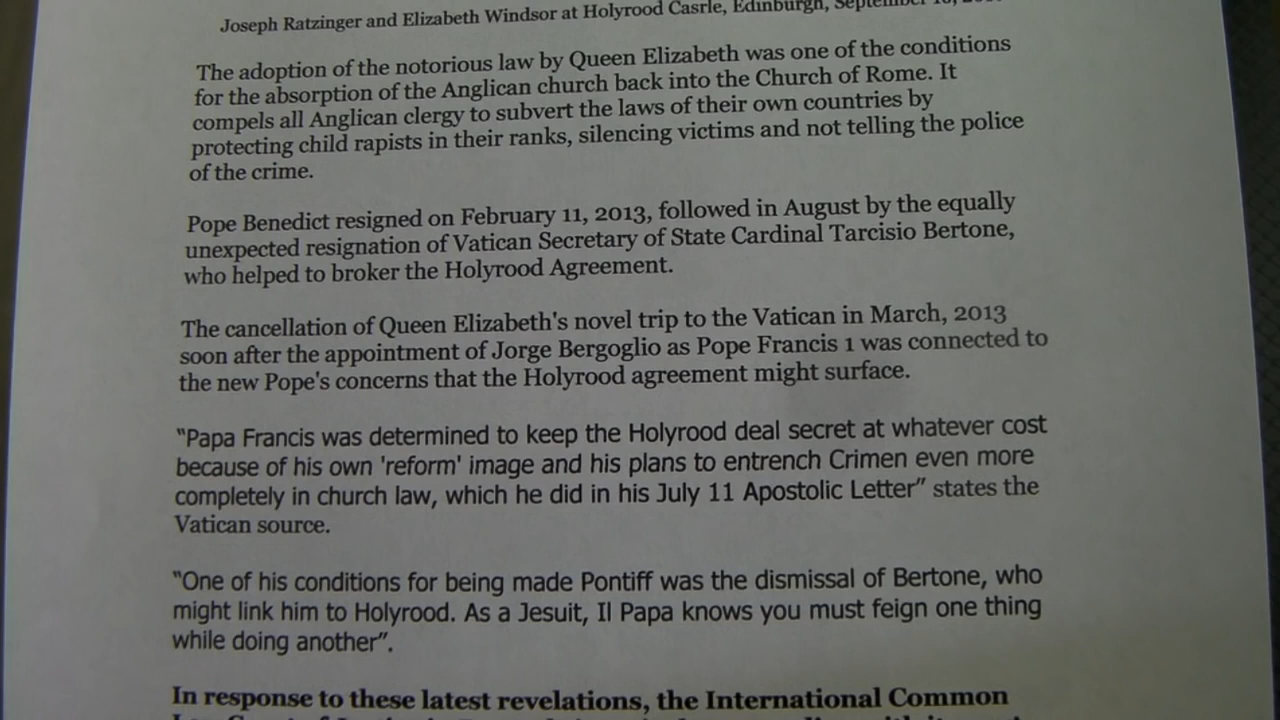 Joseph Ratzinger and Elizabeth Windsor at Holyrood Casrle, Edinburgh, September
The adoption of the notorious law by Queen Elizabeth was one of the conditions
for the absorption of the Anglican church back into the Church of Rome. It
compels all Anglican clergy to subvert the laws of their own countries by
protecting child rapists in their ranks, silencing victims and not telling the police
of the crime.
Pope Benedict resigned on February 11, 2013, followed in August by the equally
unexpected resignation of Vatican Secretary of State Cardinal Tarcisio Bertone,
who helped to broker the Holyrood Agreement.
The cancellation of Queen Elizabeth's novel trip to the Vatican in March, 2013
soon after the appointment of Jorge Bergoglio as Pope Francis 1 was connected to
the new Pope's concerns that the Holyrood agreement might surface.
"Papa Francis was determined to keep the Holyrood deal secret at whatever cost
because of his own 'reform' image and his plans to entrench Crimen even more
completely in church law, which he did in his July 11 Apostolic Letter" states the
Vatican source.
"One of his conditions for being made Pontiff was the dismissal of Bertone, who
might link him to Holyrood. As a Jesuit, Il Papa knows you must feign one thing
while doing another".
In response to these latest revelations, the International Common